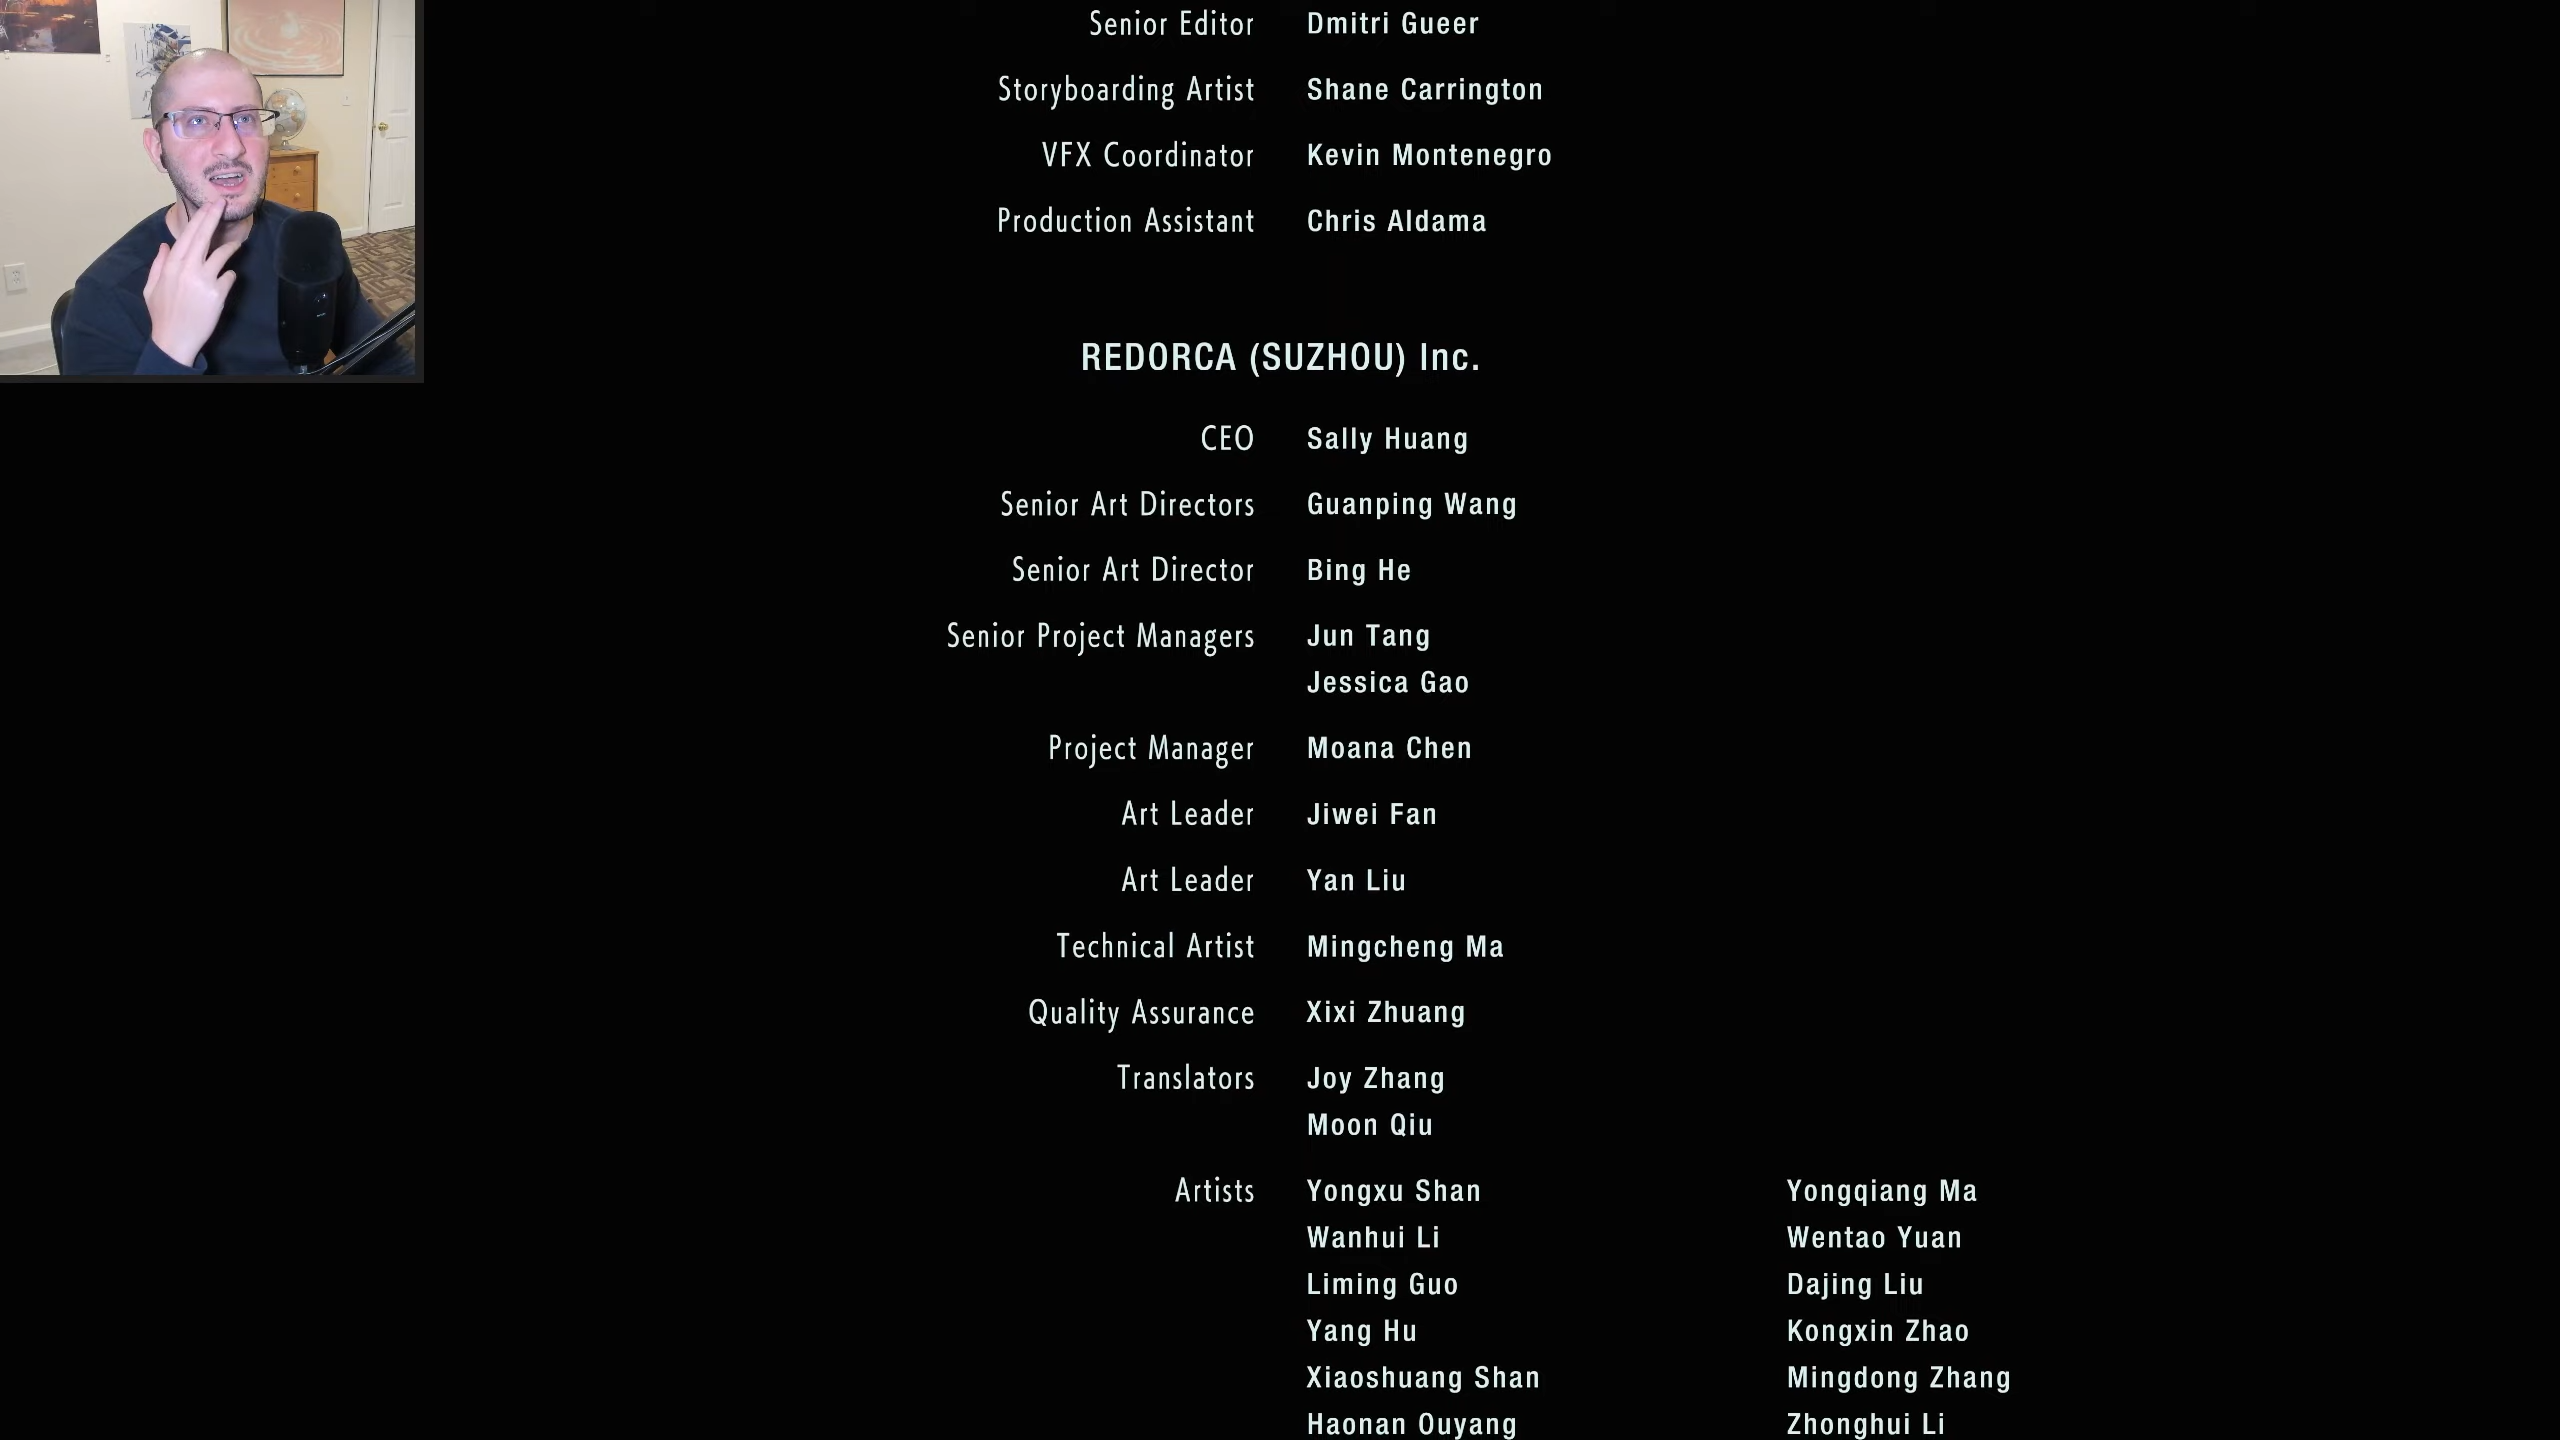 Senior Editor Dmitri Gueer
Storyboarding Artist Shane Carrington
VFX Coordinator Kevin Montenegro
Production Assistant Chris Aldama
REDORCA (SUZHOU) Inc.
CEO Sally Huang
Senior Art Directors Guanping Wang
Senior Art Director Bing He
Senior Project Managers Jun Tang
Jessica Gao
Project Manager Moana Chen
Art Leader Jiwei Fan
Art Leader Yan Liu
Technical Artist Mingcheng Ma
Quality Assurance Xixi Zhuang
Translators Joy Zhang
Moon Qiu
Artists Yongxu Shan Yongqiang Ma
Wanhui Li Wentao Yuan
Liming Guo Dajing Liu
Yang Hu Kongxin Zhao
Xiaoshuang Shan Mingdong Zhang
Haonan Ouyang Zhonghui Li